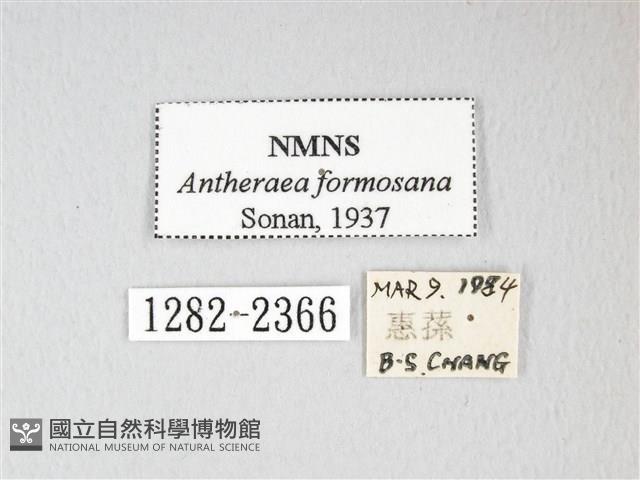 NMNS
Antheraea formosana
Sonan, 1937
1282-2366
MAR 9. 1984
惠蓀
B-S. CHANG
國立自然科學博物館
NATIONAL MUSEUM OF NATURAL SCIENCE